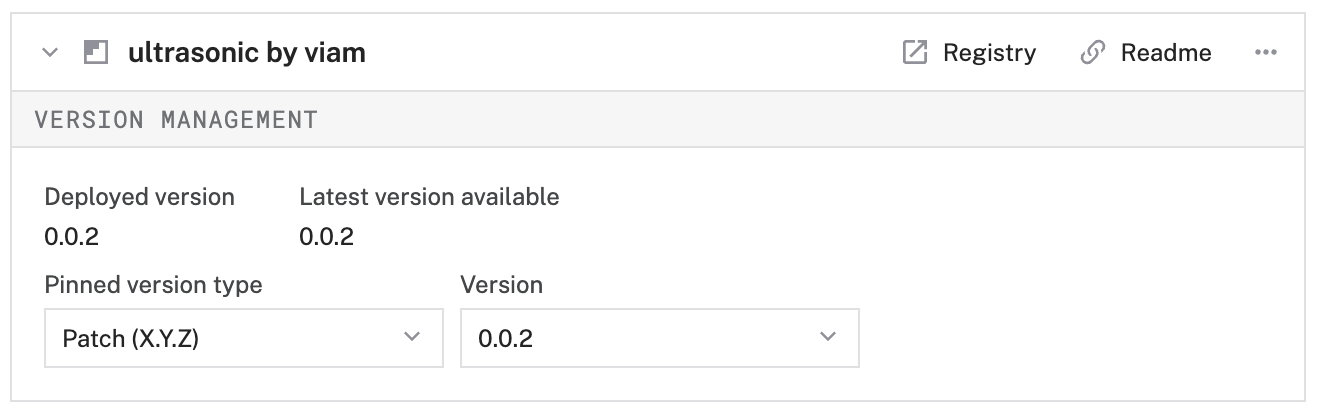 ultrasonic by viam Registry Readme
VERSION MANAGEMENT
Deployed version Latest version available
0.0.2 0.0.2
Pinned version type Version
Patch (X.Y.Z) 0.0.2